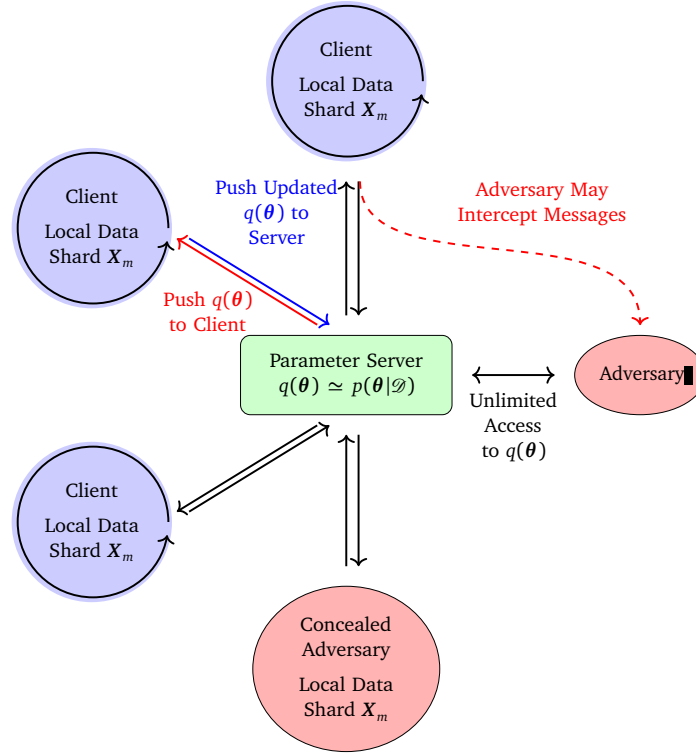 Client
Local Data
Shard X_m
Client
Local Data
Shard X_m
Push Updated
q(θ) to
Server
Adversary May
Intercept Messages
Push q(θ)
to Client
Parameter Server
q(θ) ≃ p(θ|𝒟)
Adversary
Unlimited
Access
to q(θ)
Client
Local Data
Shard X_m
Concealed
Adversary
Local Data
Shard X_m